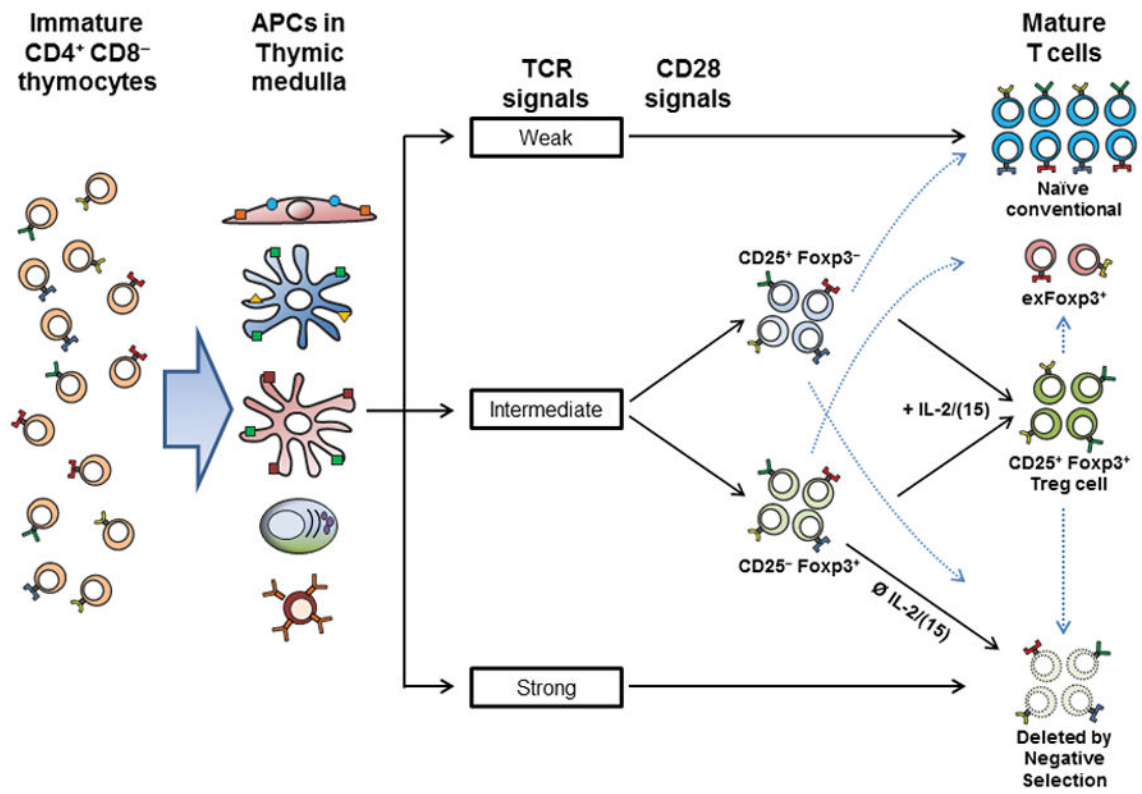 Immature
CD4⁺ CD8⁻
thymocytes
APCs in
Thymic
medulla
TCR
signals
CD28
signals
Mature
T cells
Weak
Naïve
conventional
CD25⁺ Foxp3⁻
exFoxp3⁺
Intermediate
+ IL-2/(15)
CD25⁺ Foxp3⁺
Treg cell
CD25⁻ Foxp3⁺
Ø IL-2/(15)
Strong
Deleted by
Negative
Selection